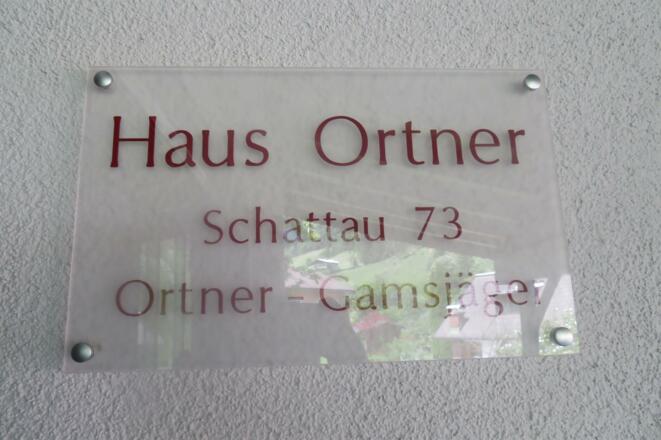 Haus Ortner
Schattau 73
Ortner - Gamsjäger